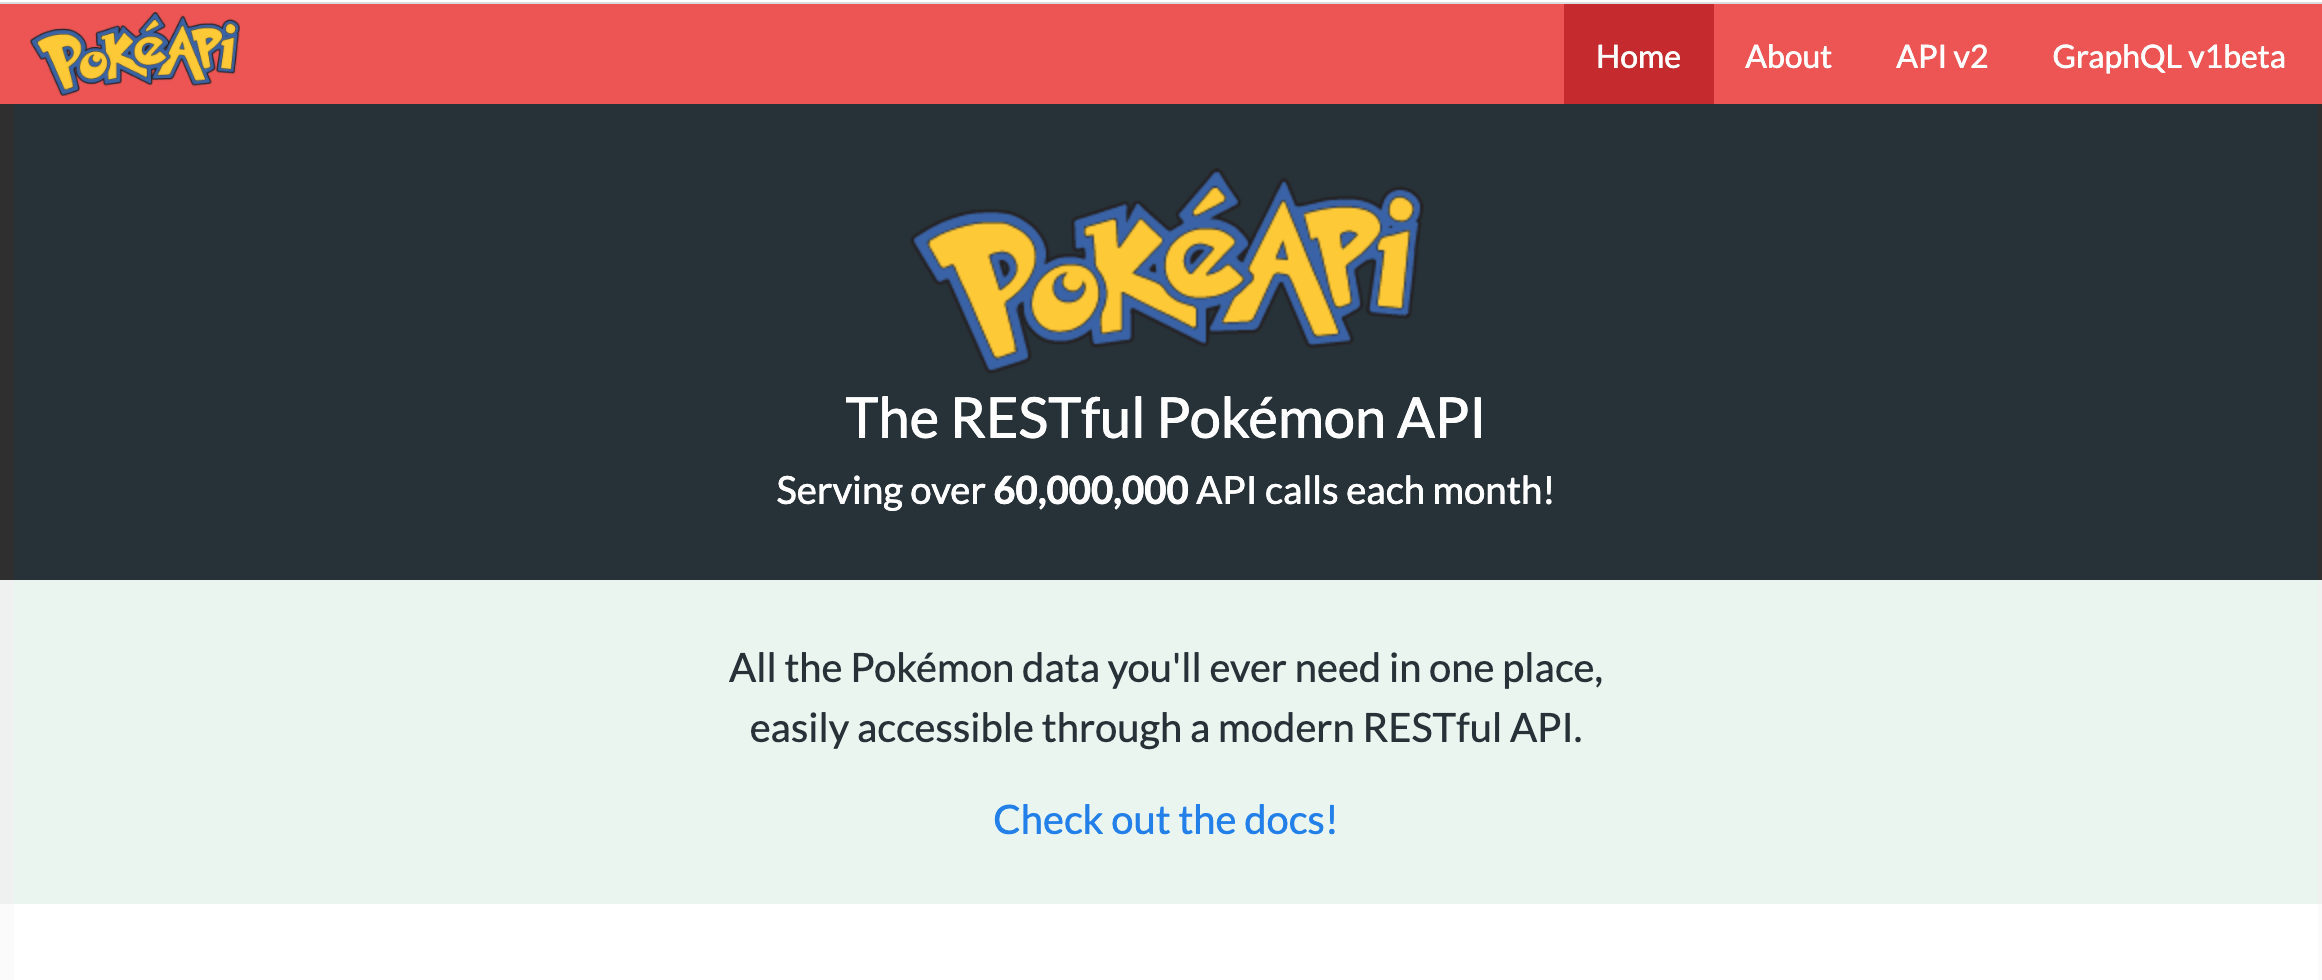 PokéAPi
Home
About
API v2
GraphQL v1beta
PokéAPi
The RESTful Pokémon API
Serving over 60,000,000 API calls each month!
All the Pokémon data you'll ever need in one place,
easily accessible through a modern RESTful API.
Check out the docs!